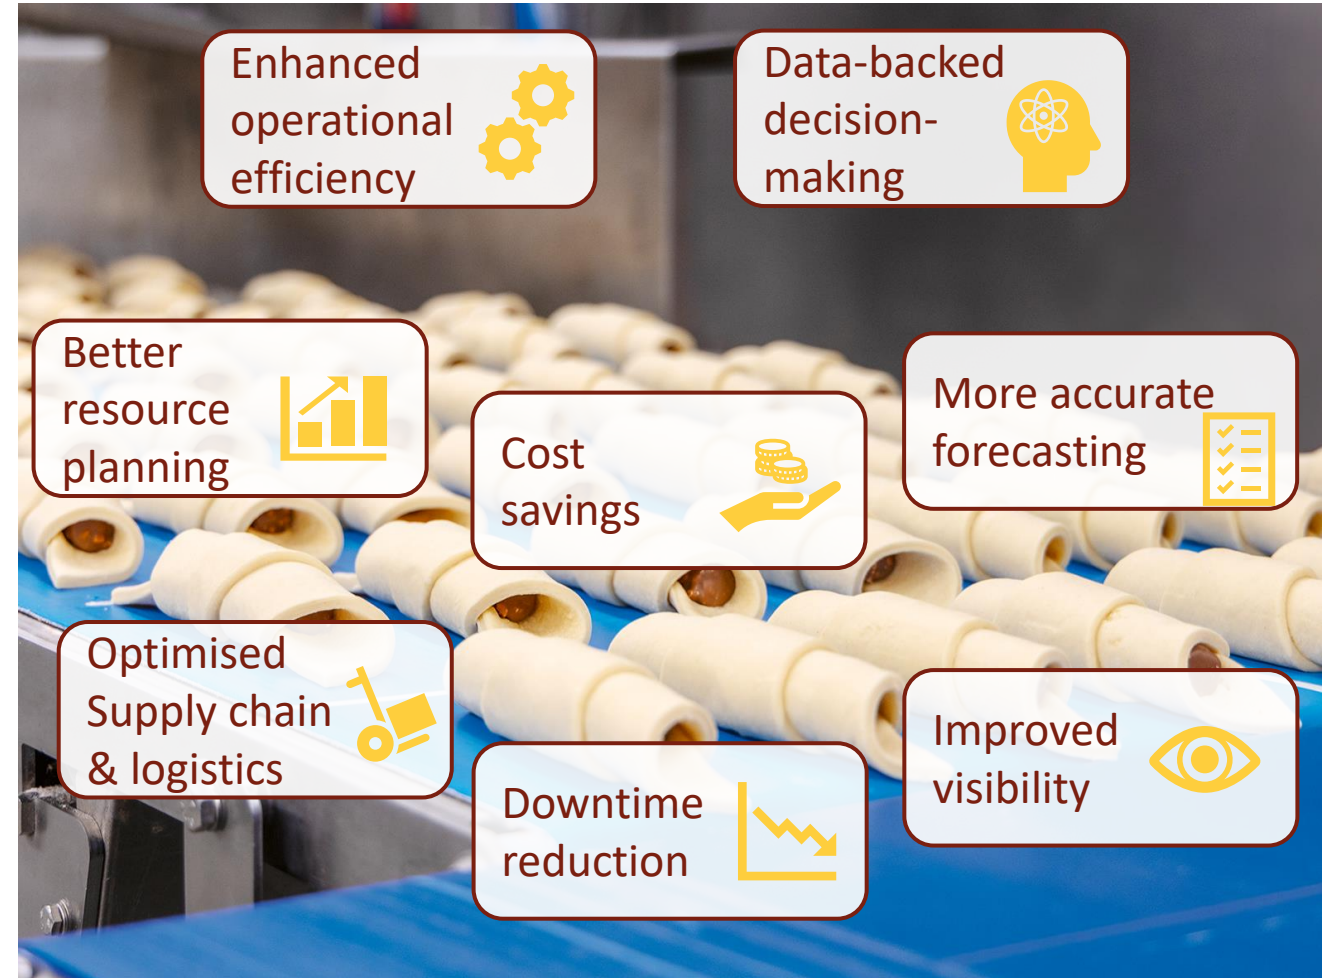 Enhanced
operational
efficiency
Data-backed
decision-
making
Better
resource
planning
Cost
savings
More accurate
forecasting
Optimised
Supply chain
& logistics
Downtime
reduction
Improved
visibility